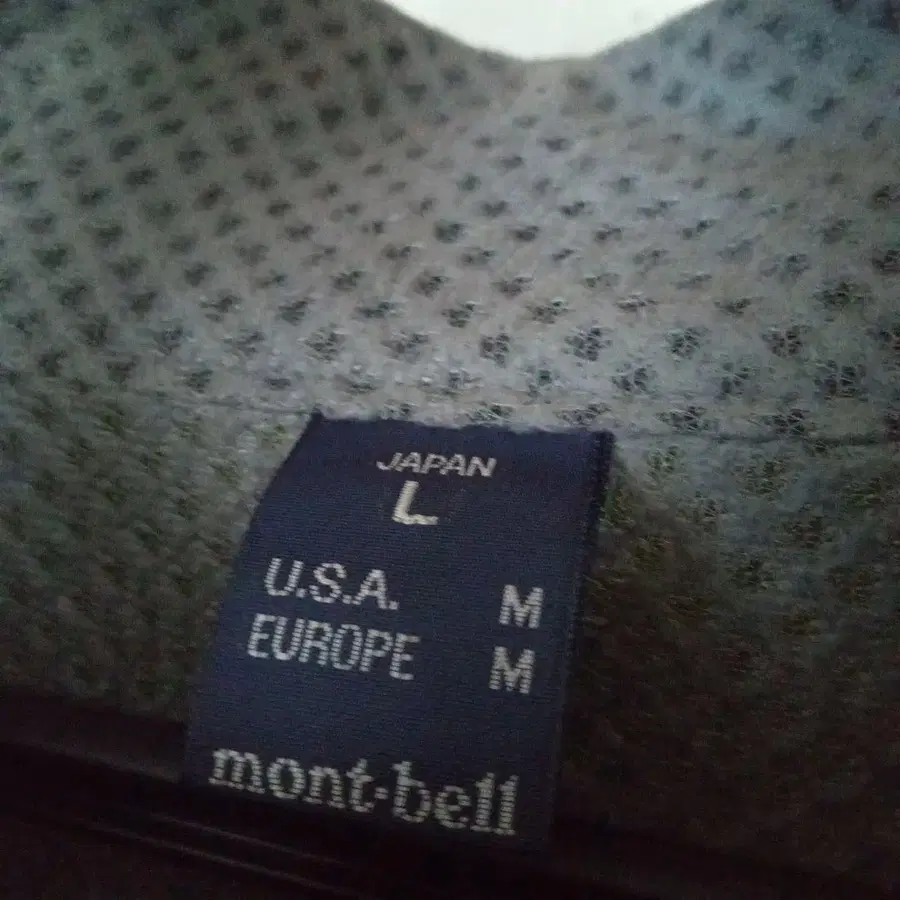 JAPAN
L
U.S.A. M
EUROPE M
mont-bell